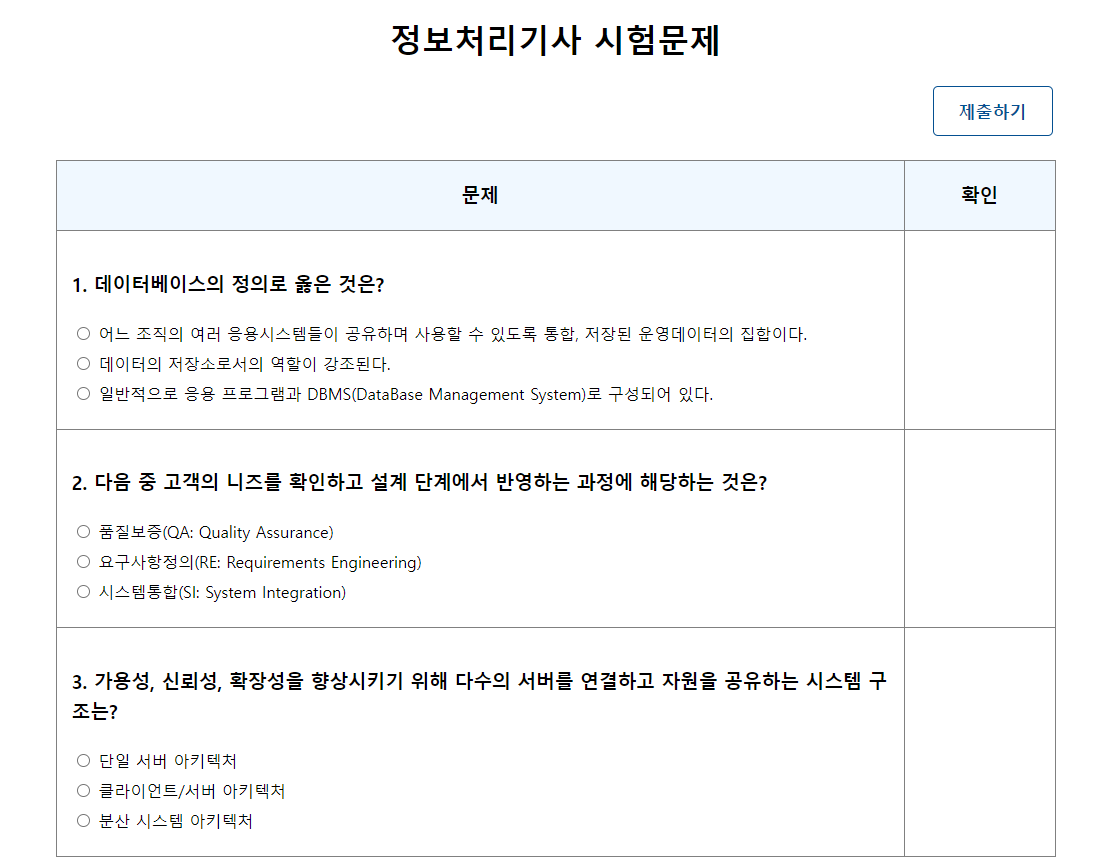 정보처리기사 시험문제
제출하기
문제
확인
1. 데이터베이스의 정의로 옳은 것은?
어느 조직의 여러 응용시스템들이 공유하며 사용할 수 있도록 통합, 저장된 운영데이터의 집합이다.
데이터의 저장소로서의 역할이 강조된다.
일반적으로 응용 프로그램과 DBMS(DataBase Management System)로 구성되어 있다.
2. 다음 중 고객의 니즈를 확인하고 설계 단계에서 반영하는 과정에 해당하는 것은?
품질보증(QA: Quality Assurance)
요구사항정의(RE: Requirements Engineering)
시스템통합(SI: System Integration)
3. 가용성, 신뢰성, 확장성을 향상시키기 위해 다수의 서버를 연결하고 자원을 공유하는 시스템 구
조는?
단일 서버 아키텍처
클라이언트/서버 아키텍처
분산 시스템 아키텍처